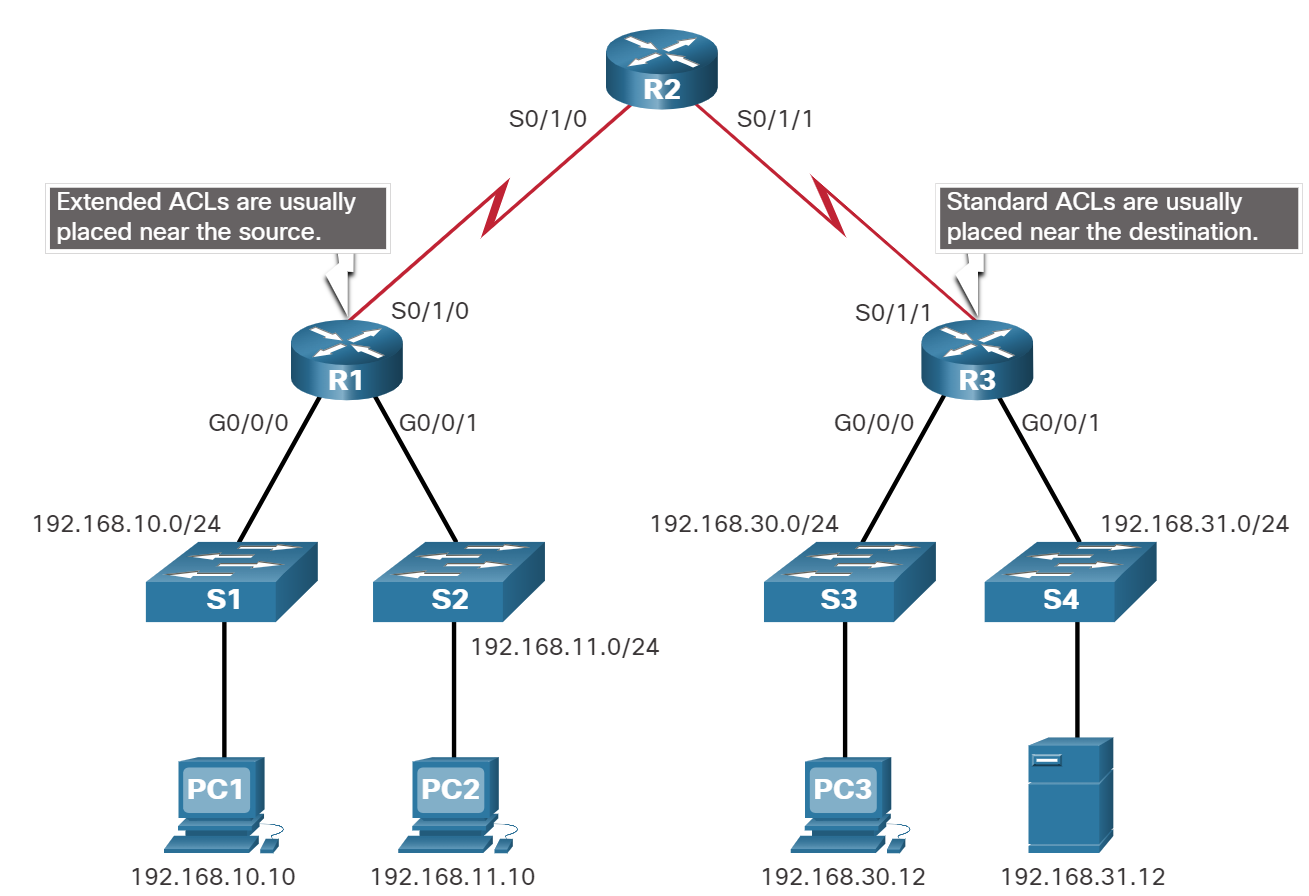 R2
S0/1/0
S0/1/1
Extended ACLs are usually
placed near the source.
Standard ACLs are usually
placed near the destination.
S0/1/0
S0/1/1
R1
R3
G0/0/0
G0/0/1
G0/0/0
G0/0/1
192.168.10.0/24
192.168.30.0/24
192.168.31.0/24
S1
S2
S3
S4
192.168.11.0/24
PC1
PC2
PC3
192.168.10.10
192.168.11.10
192.168.30.12
192.168.31.12